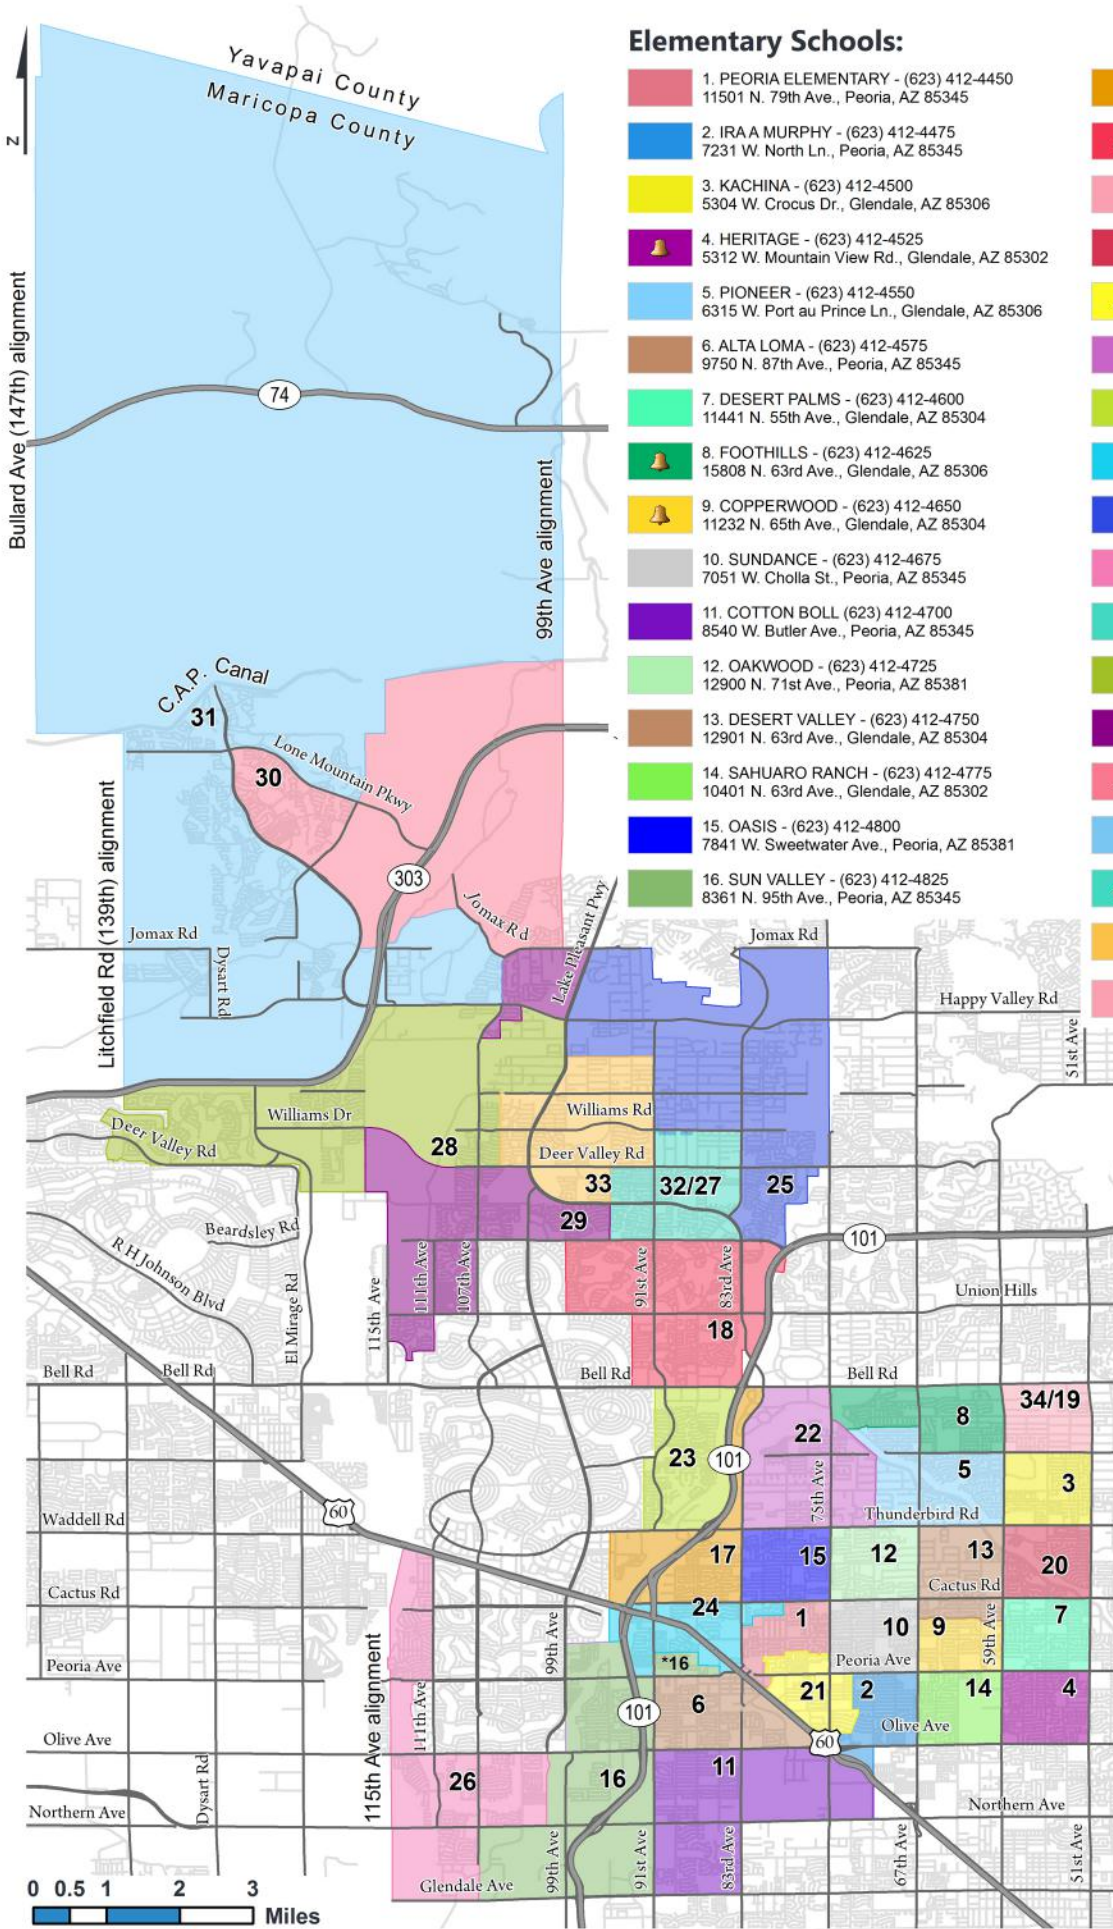 Elementary Schools:
1. PEORIA ELEMENTARY - (623) 412-4450
11501 N. 79th Ave., Peoria, AZ 85345
2. IRA A MURPHY - (623) 412-4475
7231 W. North Ln., Peoria, AZ 85345
3. KACHINA - (623) 412-4500
5304 W. Crocus Dr., Glendale, AZ 85306
4. HERITAGE - (623) 412-4525
5312 W. Mountain View Rd., Glendale, AZ 85302
5. PIONEER - (623) 412-4550
6315 W. Port au Prince Ln., Glendale, AZ 85306
6. ALTA LOMA - (623) 412-4575
9750 N. 87th Ave., Peoria, AZ 85345
7. DESERT PALMS - (623) 412-4600
11441 N. 55th Ave., Glendale, AZ 85304
8. FOOTHILLS - (623) 412-4625
15808 N. 63rd Ave., Glendale, AZ 85306
9. COPPERWOOD - (623) 412-4650
11232 N. 65th Ave., Glendale, AZ 85304
10. SUNDANCE - (623) 412-4675
7051 W. Cholla St., Peoria, AZ 85345
11. COTTON BOLL (623) 412-4700
8540 W. Butler Ave., Peoria, AZ 85345
12. OAKWOOD - (623) 412-4725
12900 N. 71st Ave., Peoria, AZ 85381
13. DESERT VALLEY - (623) 412-4750
12901 N. 63rd Ave., Glendale, AZ 85304
14. SAHUARO RANCH - (623) 412-4775
10401 N. 63rd Ave., Glendale, AZ 85302
15. OASIS - (623) 412-4800
7841 W. Sweetwater Ave., Peoria, AZ 85381
16. SUN VALLEY - (623) 412-4825
8361 N. 95th Ave., Peoria, AZ 85345
N
Yavapai County
Maricopa County
Bullard Ave (147th) alignment
74
99th Ave alignment
C.A.P. Canal
31
30
Lone Mountain Pkwy
Litchfield Rd (139th) alignment
303
Jomax Rd
Jomax Rd
Lake Pleasant Pwy
Jomax Rd
Dysart Rd
Happy Valley Rd
51st Ave
Williams Dr
Williams Rd
Deer Valley Rd
28
Deer Valley Rd
33
32/27
25
29
Beardsley Rd
R H Johnson Blvd
El Mirage Rd
115th Ave
111th Ave
107th Ave
91st Ave
83rd Ave
101
Union Hills
18
Bell Rd
Bell Rd
Bell Rd
Bell Rd
34/19
8
22
23
101
75th Ave
5
3
60
Waddell Rd
Thunderbird Rd
17
15
12
13
20
Cactus Rd
Cactus Rd
24
1
10
9
59th Ave
7
99th Ave
Peoria Ave
*16
Peoria Ave
115th Ave alignment
111th Ave
101
6
21
2
14
4
Olive Ave
Olive Ave
60
26
16
11
Dysart Rd
Northern Ave
Northern Ave
99th Ave
91st Ave
83rd Ave
67th Ave
51st Ave
Glendale Ave
0 0.5 1 2 3
Miles